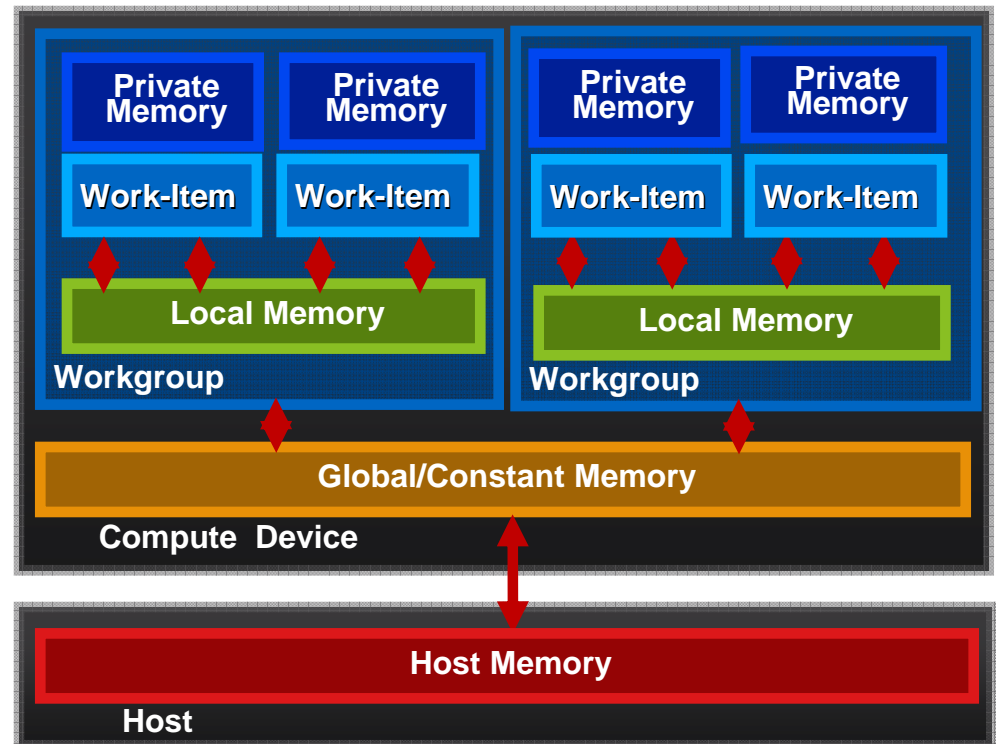 Private
Memory
Private
Memory
Work-Item
Work-Item
Local Memory
Workgroup
Private
Memory
Private
Memory
Work-Item
Work-Item
Local Memory
Workgroup
Global/Constant Memory
Compute Device
Host Memory
Host